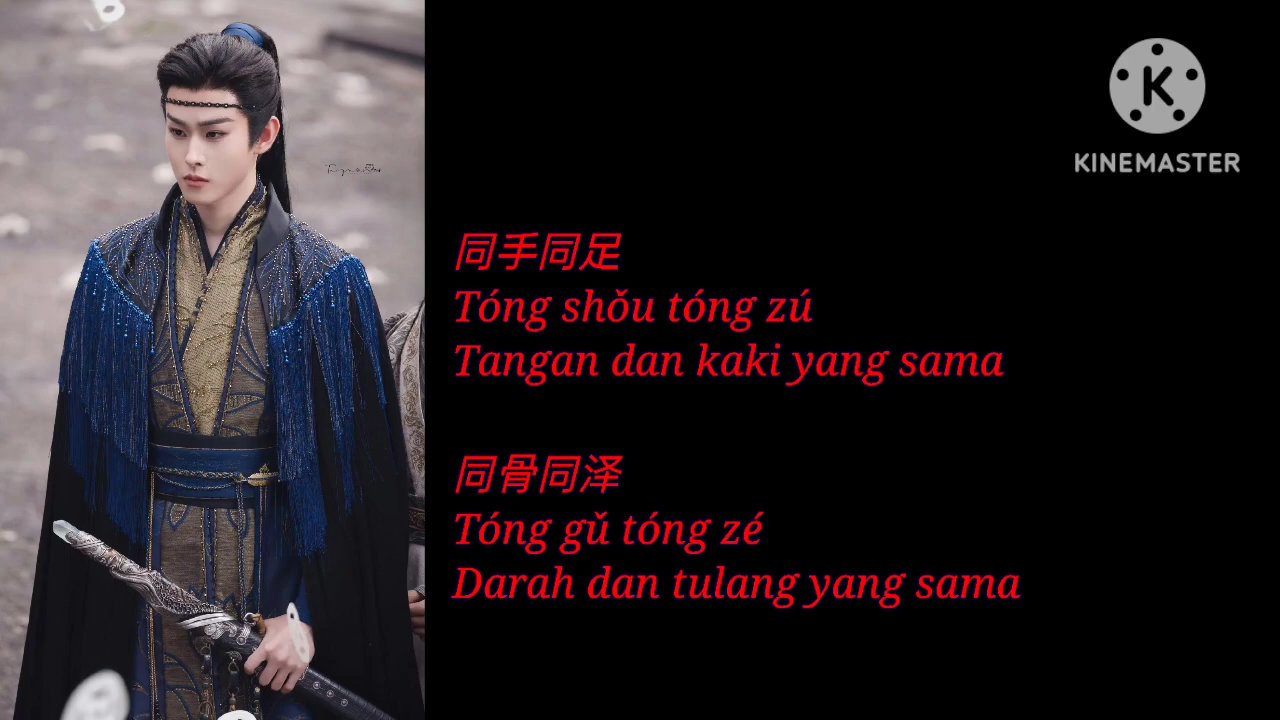 KINEMASTER
同手同足
Tóng shǒu tóng zú
Tangan dan kaki yang sama
同骨同泽
Tóng gǔ tóng zé
Darah dan tulang yang sama